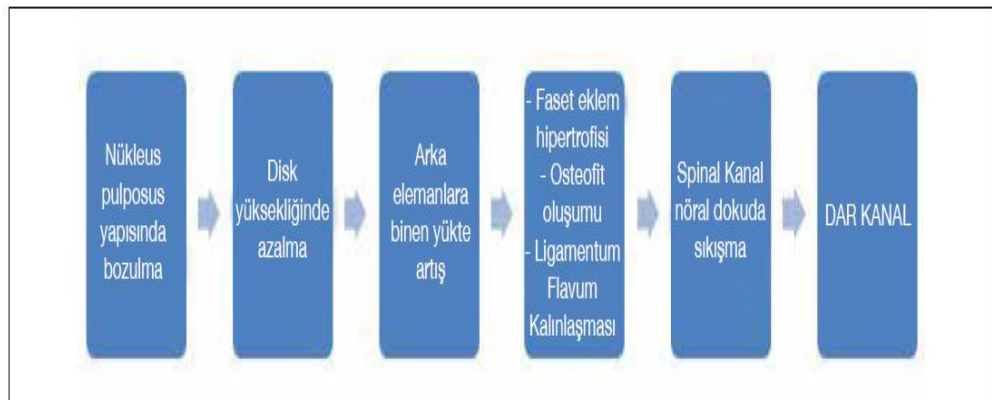 Nükleus
pulposus
yapısında
bozulma
Disk
yüksekliğinde
azalma
Arka
elemanlara
binen yükte
artış
- Faset eklem
hipertrofisi
- Osteofit
oluşumu
- Ligamentum
Flavum
Kalınlaşması
Spinal Kanal
nöral dokuda
sıkışma
DAR KANAL